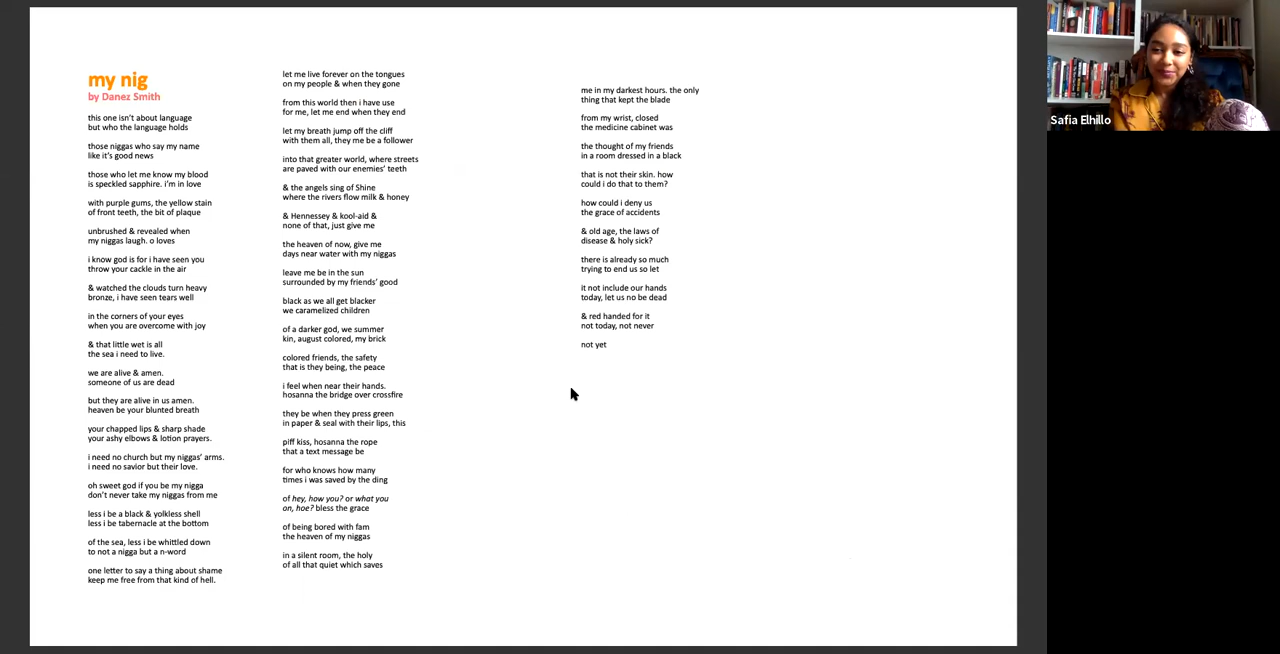 my nig
by Danez Smith
this one isn't about language
but who the language holds
those niggas who say my name
like it's good news
those who let me know my blood
is speckled sapphire. i'm in love
with purple gums, the yellow stain
of front teeth, the bit of plaque
unbrushed & revealed when
my niggas laugh. o loves
i know god is for i have seen you
throw your cackle in the air
& watched the clouds turn heavy
bronze, i have seen tears well
in the corners of your eyes
when you are overcome with joy
& that little wet is all
the sea i need to live.
we are alive & amen.
someone of us are dead
but they are alive in us amen.
heaven be your blunted breath
your chapped lips & sharp shade
your ashy elbows & lotion prayers.
i need no church but my niggas' arms.
i need no savior but their love.
oh sweet god if you be my nigga
don't never take my niggas from me
less i be a black & yolkless shell
less i be tabernacle at the bottom
of the sea, less i be whittled down
to not a nigga but a n-word
one letter to say a thing about shame
keep me free from that kind of hell.
let me live forever on the tongues
on my people & when they gone
from this world then i have use
for me, let me end when they end
let my breath jump off the cliff
with them all, they me be a follower
into that greater world, where streets
are paved with our enemies' teeth
& the angels sing of Shine
where the rivers flow milk & honey
& Hennessey & kool-aid &
none of that, just give me
the heaven of now, give me
days near water with my niggas
leave me be in the sun
surrounded by my friends' good
black as we all get blacker
we caramelized children
of a darker god, we summer
kin, august colored, my brick
colored friends, the safety
that is they being, the peace
i feel when near their hands.
hosanna the bridge over crossfire
they be when they press green
in paper & seal with their lips, this
piff kiss, hosanna the rope
that a text message be
for who knows how many
times i was saved by the ding
of hey, how you? or what you
on, hoe? bless the grace
of being bored with fam
the heaven of my niggas
in a silent room, the holy
of all that quiet which saves
me in my darkest hours. the only
thing that kept the blade
from my wrist, closed
the medicine cabinet was
the thought of my friends
in a room dressed in a black
that is not their skin. how
could i do that to them?
how could i deny us
the grace of accidents
& old age, the laws of
disease & holy sick?
there is already so much
trying to end us so let
it not include our hands
today, let us no be dead
& red handed for it
not today, not never
not yet
Safia Elhillo